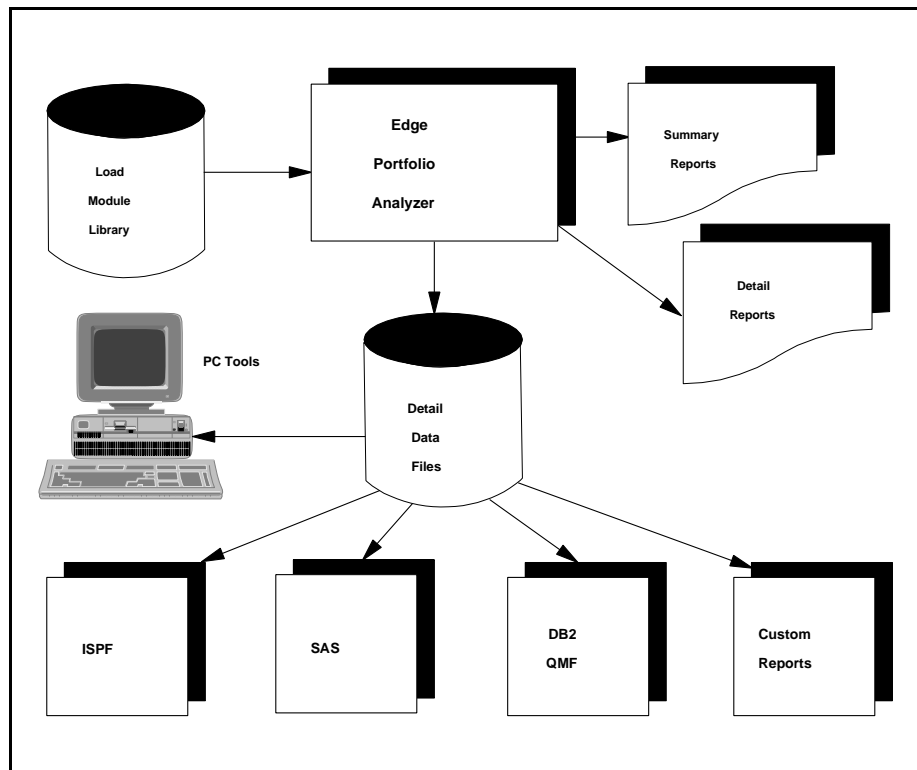 Load
Module
Library
Edge
Portfolio
Analyzer
Summary
Reports
Detail
Reports
PC Tools
Detail
Data
Files
ISPF
SAS
DB2
QMF
Custom
Reports